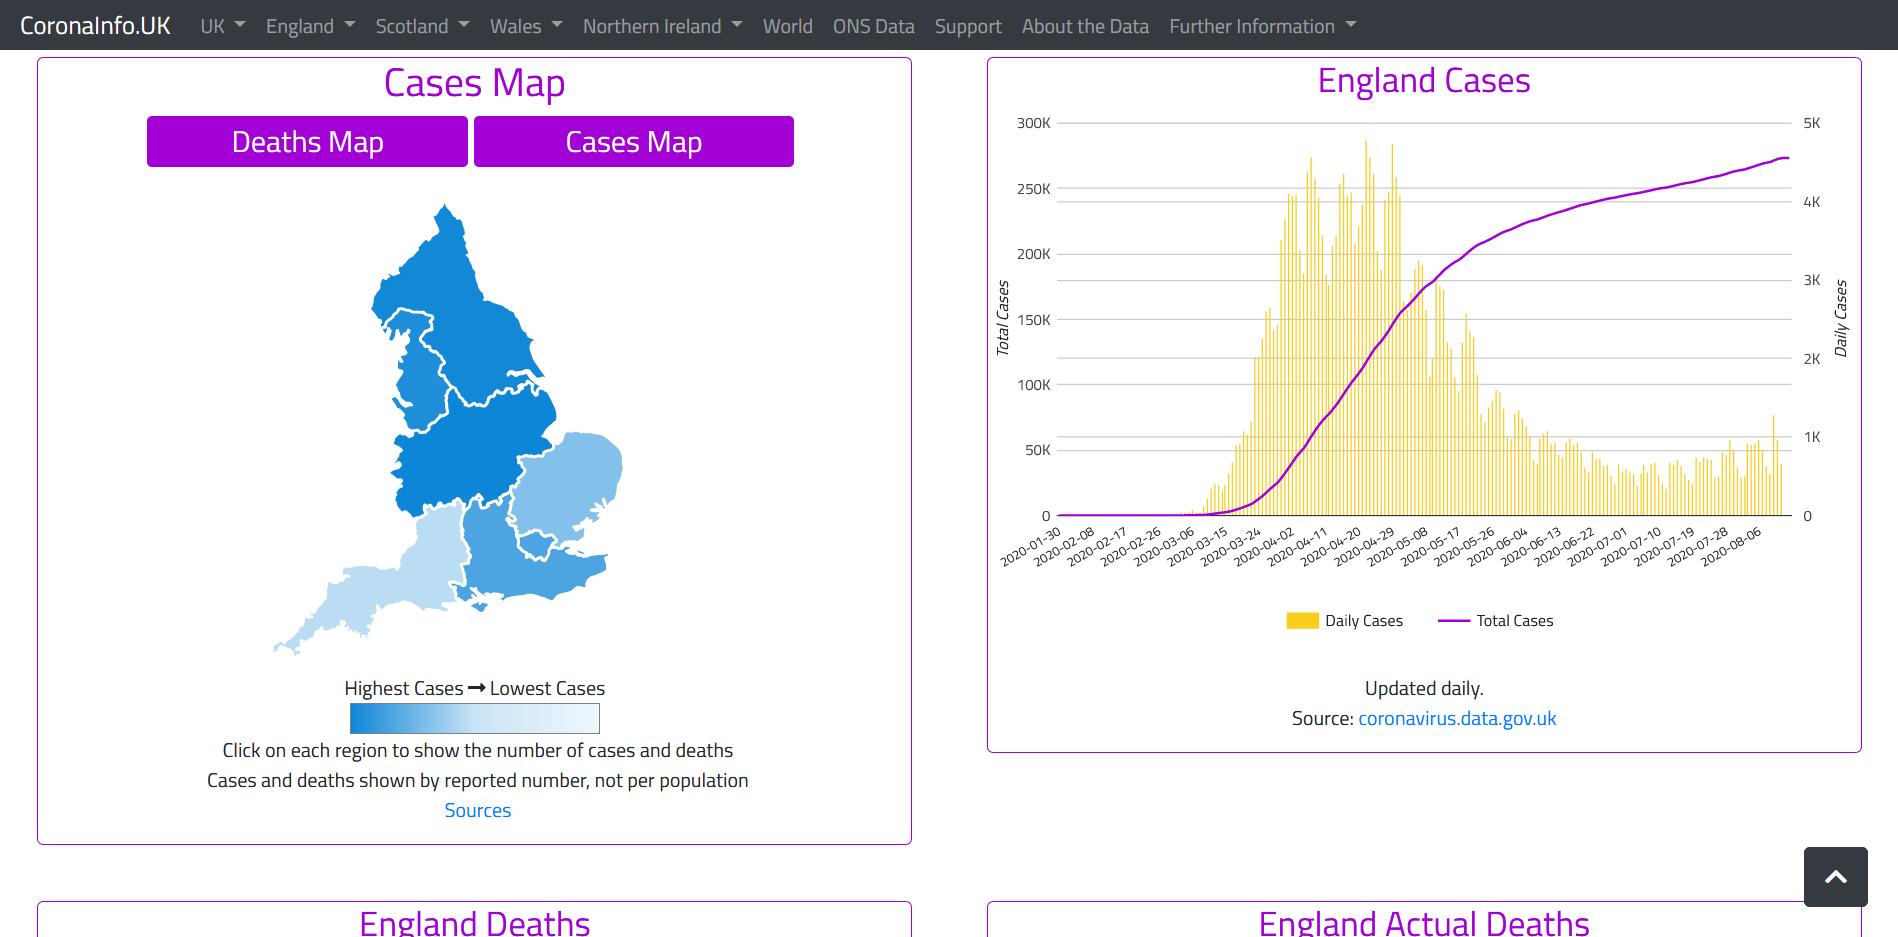 CoronaInfo.UK UK England Scotland Wales Northern Ireland World ONS Data Support About the Data Further Information
Cases Map
Deaths Map Cases Map
Highest Cases ➞ Lowest Cases
Click on each region to show the number of cases and deaths
Cases and deaths shown by reported number, not per population
Sources
England Cases
300K 5K
250K
4K
200K
3K
150K
2K
100K
1K
50K
0 0
Total Cases
Daily Cases
2020-01-30 2020-02-08 2020-02-17 2020-02-26 2020-03-06 2020-03-15 2020-03-24 2020-04-02 2020-04-11 2020-04-20 2020-04-29 2020-05-08 2020-05-17 2020-05-26 2020-06-04 2020-06-13 2020-06-22 2020-07-01 2020-07-10 2020-07-19 2020-07-28 2020-08-06
Daily Cases Total Cases
Updated daily.
Source: coronavirus.data.gov.uk
England Deaths
England Actual Deaths